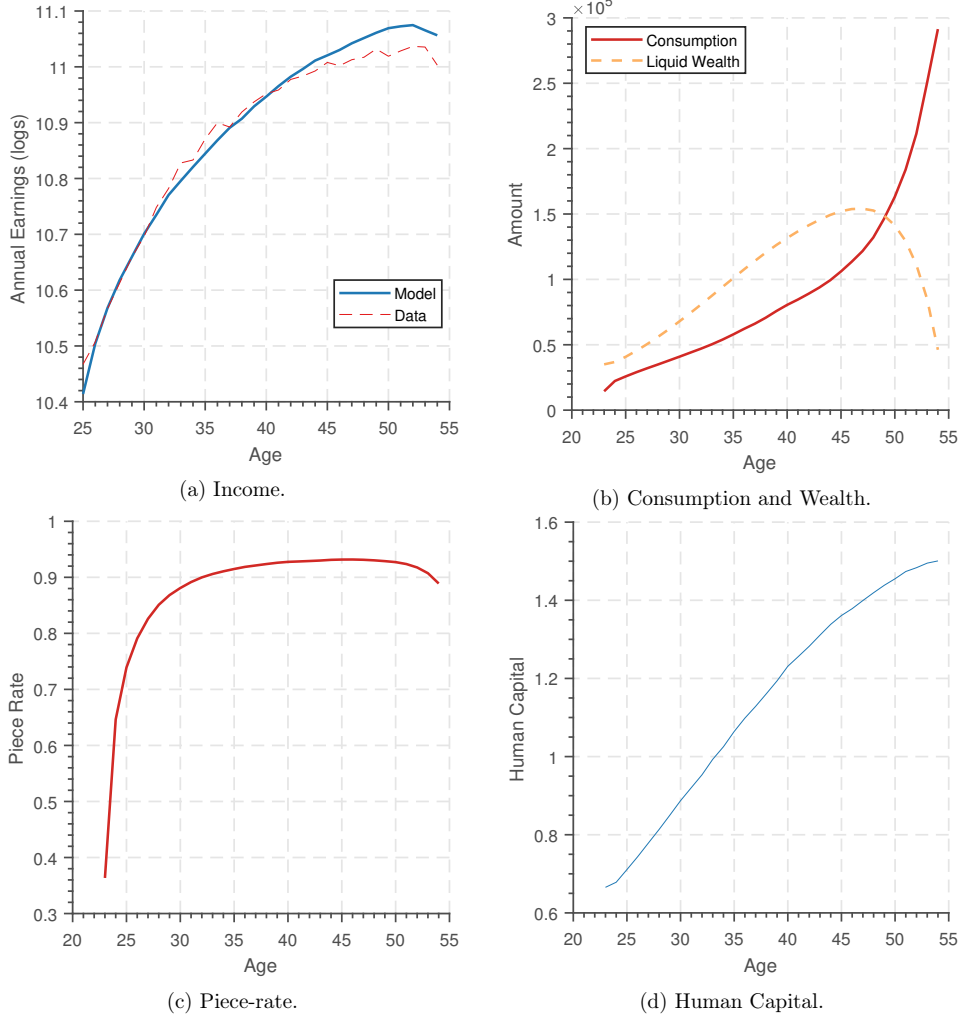 11.1
11
10.9
10.8
10.7
10.6
10.5
10.4
Annual Earnings (logs)
Model
Data
25 30 35 40 45 50 55
Age
(a) Income.
×10⁵
3
2.5
2
1.5
1
0.5
0
Amount
Consumption
Liquid Wealth
20 25 30 35 40 45 50 55
Age
(b) Consumption and Wealth.
1
0.9
0.8
0.7
0.6
0.5
0.4
0.3
Piece Rate
20 25 30 35 40 45 50 55
Age
(c) Piece-rate.
1.6
1.4
1.2
1
0.8
0.6
Human Capital
20 25 30 35 40 45 50 55
Age
(d) Human Capital.